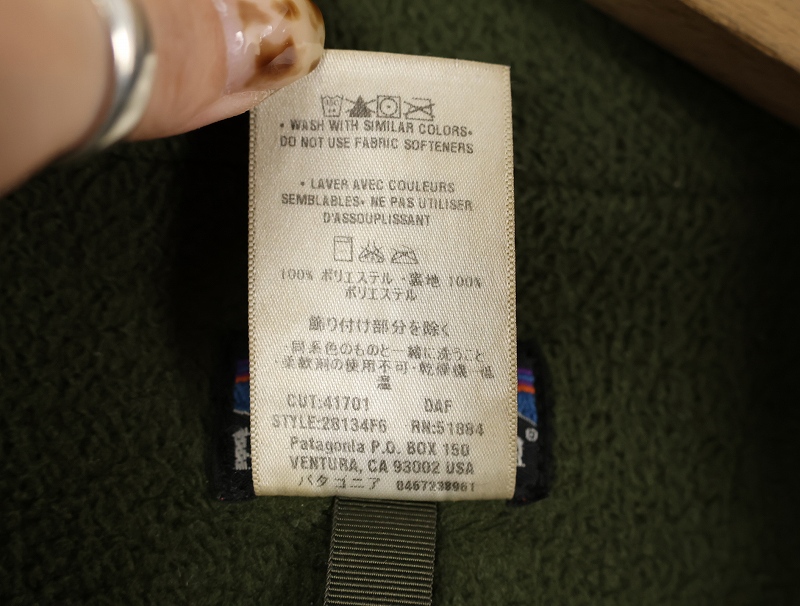 • WASH WITH SIMILAR COLORS•
DO NOT USE FABRIC SOFTENERS
• LAVER AVEC COULEURS
SEMBLABLES• NE PAS UTILISER
D'ASSOUPLISSANT
100% ポリエステル ・裏地 100%
ポリエステル
飾り付け部分を除く
・同系色のものと一緒に洗うこと
・柔軟剤の使用不可・乾燥機-低
温
CUT:41701 DAF
STYLE:28134F6 RN:51884
Patagonia P.O. BOX 150
VENTURA, CA 93002 USA
パタゴニア 0467238961